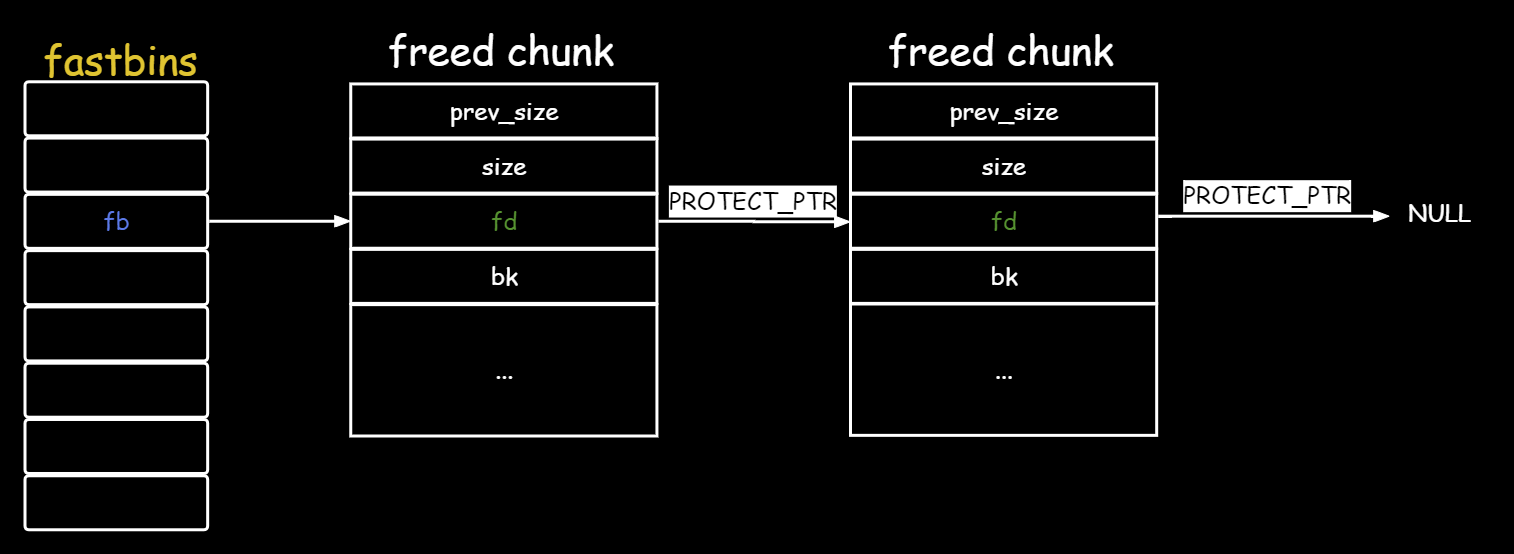 fastbins
fb
freed chunk
prev_size
size
fd
bk
...
PROTECT_PTR
freed chunk
prev_size
size
fd
bk
...
PROTECT_PTR
NULL